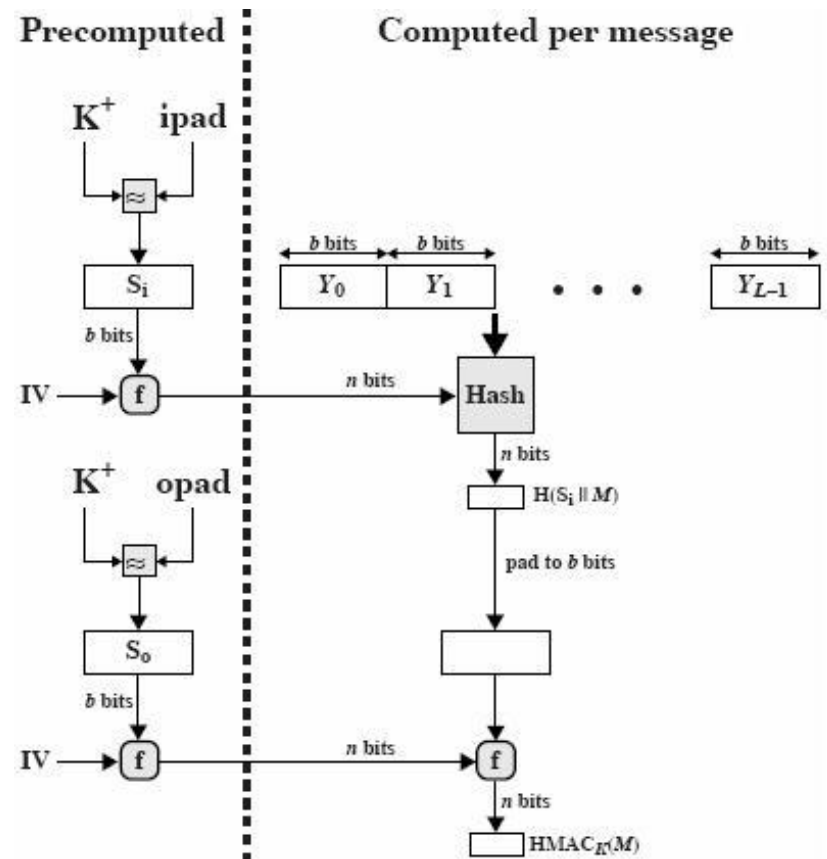 Precomputed
Computed per message
K+ ipad
≈
b bits b bits b bits
Si
Y0 Y1 • • • YL–1
b bits
IV f n bits Hash
n bits
K+ opad
H(Si || M)
≈
pad to b bits
So
b bits
IV f n bits f
n bits
HMACK(M)